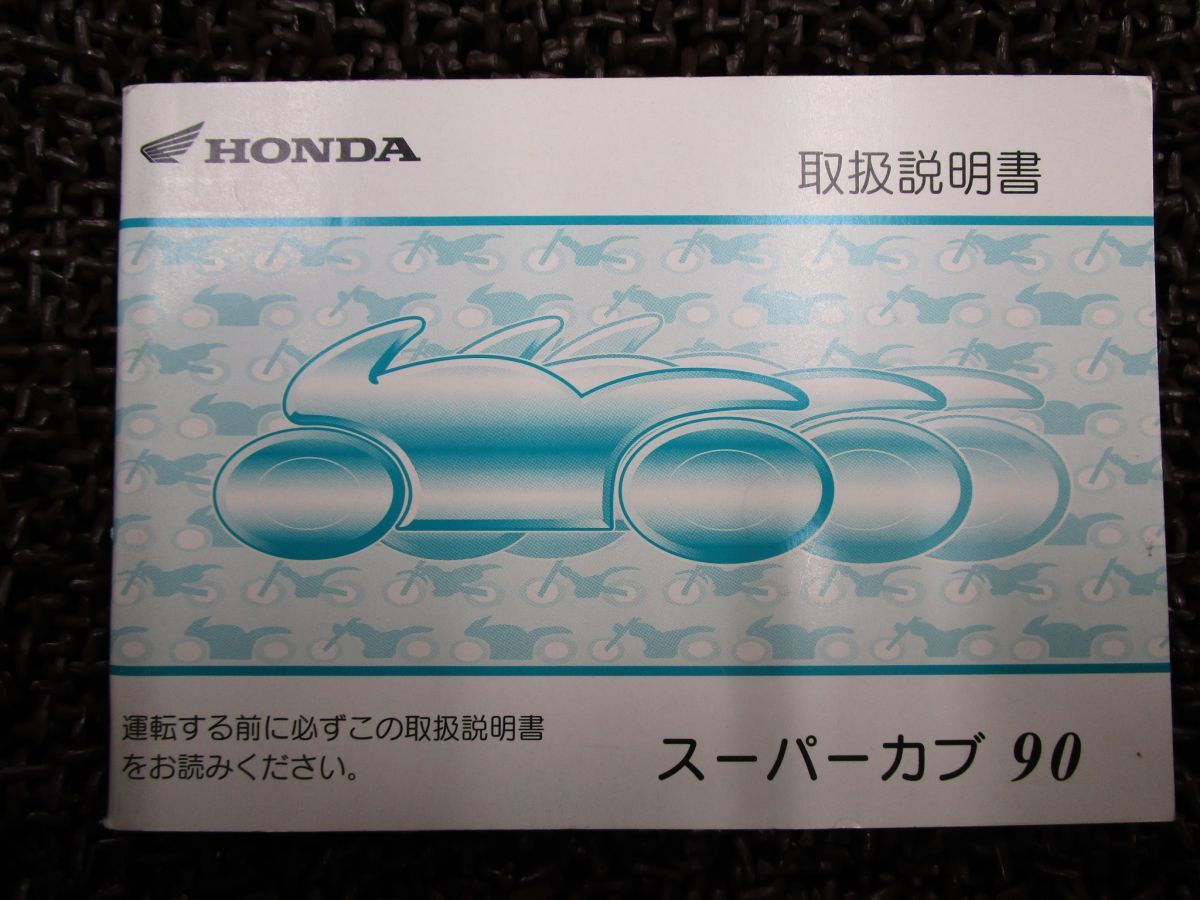 HONDA
取扱説明書
運転する前に必ずこの取扱説明書
をお読みください。
スーパーカブ 90